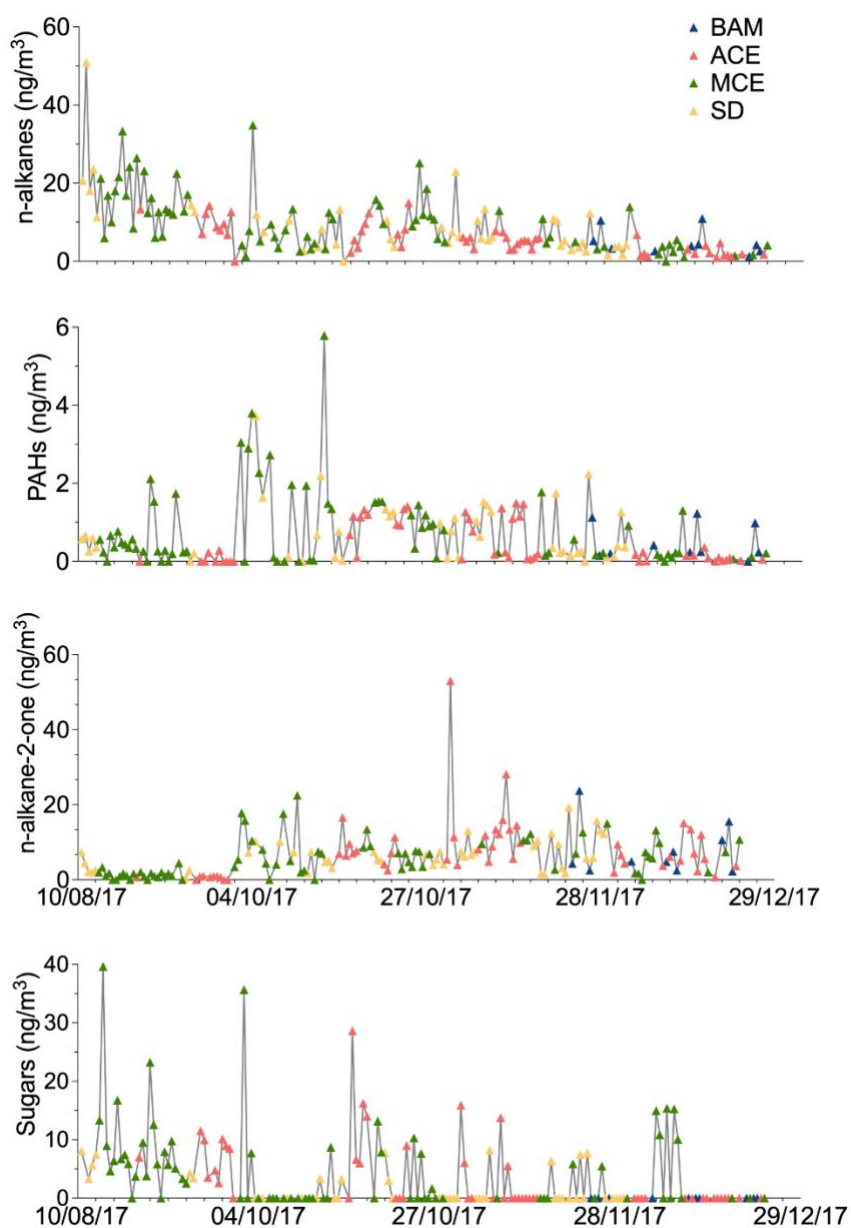 n-alkanes (ng/m³)
60
40
20
0
BAM
ACE
MCE
SD
PAHs (ng/m³)
6
4
2
0
n-alkane-2-one (ng/m³)
60
40
20
0
10/08/17 04/10/17 27/10/17 28/11/17 29/12/17
Sugars (ng/m³)
40
30
20
10
0
10/08/17 04/10/17 27/10/17 28/11/17 29/12/17